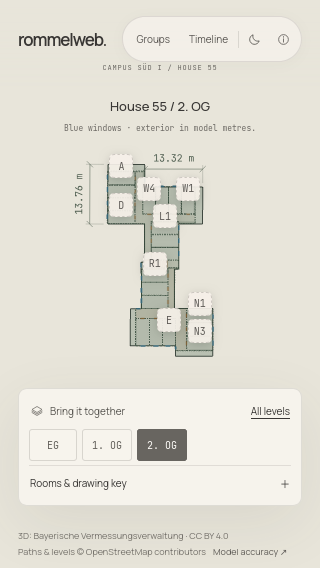 rommelweb.
Groups Timeline
CAMPUS SÜD I / HOUSE 55
House 55 / 2. OG
Blue windows · exterior in model metres.
13.32 m
13.76 m
A
W4 W1
D
L1
R1
N1
E
N3
Bring it together All levels
EG 1. OG 2. OG
Rooms & drawing key +
3D: Bayerische Vermessungsverwaltung · CC BY 4.0
Paths & levels © OpenStreetMap contributors Model accuracy ↗